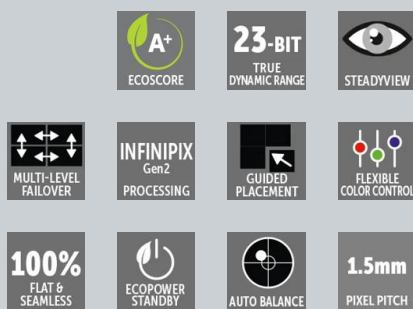 A+
ECOSCORE
23-BIT
TRUE
DYNAMIC RANGE
STEADYVIEW
MULTI-LEVEL
FAILOVER
INFINIPIX
Gen2
PROCESSING
GUIDED
PLACEMENT
FLEXIBLE
COLOR CONTROL
100%
FLAT &
SEAMLESS
ECOPOWER
STANDBY
AUTO BALANCE
1.5mm
PIXEL PITCH